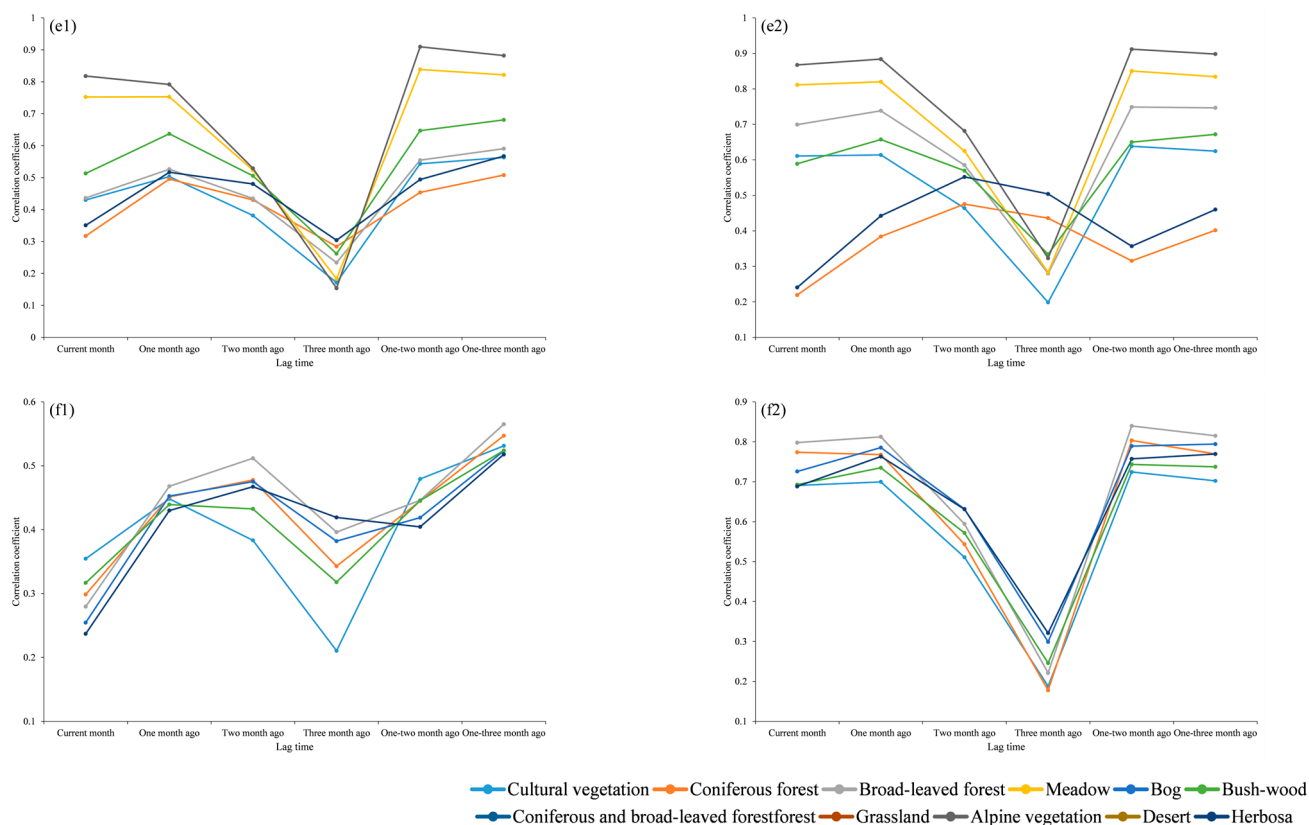 (e1)
1
0.9
0.8
0.7
0.6
0.5
0.4
0.3
0.2
0.1
0
Correlation coefficient
Current month One month ago Two month ago Three month ago One-two month ago One-three month ago
Lag time
(e2)
1
0.9
0.8
0.7
0.6
0.5
0.4
0.3
0.2
0.1
Correlation coefficient
Current month One month ago Two month ago Three month ago One-two month ago One-three month ago
Lag time
(f1)
0.6
0.5
0.4
0.3
0.2
0.1
Correlation coefficient
Current month One month ago Two month ago Three month ago One-two month ago One-three month ago
Lag time
(f2)
0.9
0.8
0.7
0.6
0.5
0.4
0.3
0.2
0.1
Correlation coefficient
Current month One month ago Two month ago Three month ago One-two month ago One-three month ago
Lag time
Cultural vegetation Coniferous forest Broad-leaved forest Meadow Bog Bush-wood
Coniferous and broad-leaved forestforest Grassland Alpine vegetation Desert Herbosa